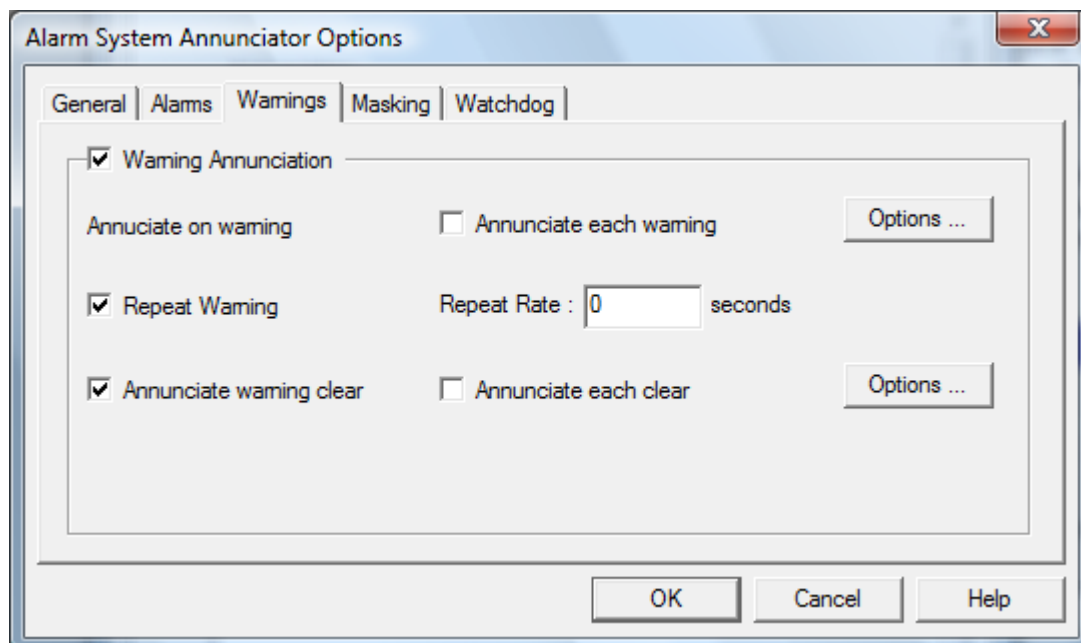 Alarm System Annunciator Options
General Alarms Warnings Masking Watchdog
Warning Annunciation
Annuciate on warning Annunciate each warning Options ...
Repeat Warning Repeat Rate : 0 seconds
Annunciate warning clear Annunciate each clear Options ...
OK Cancel Help